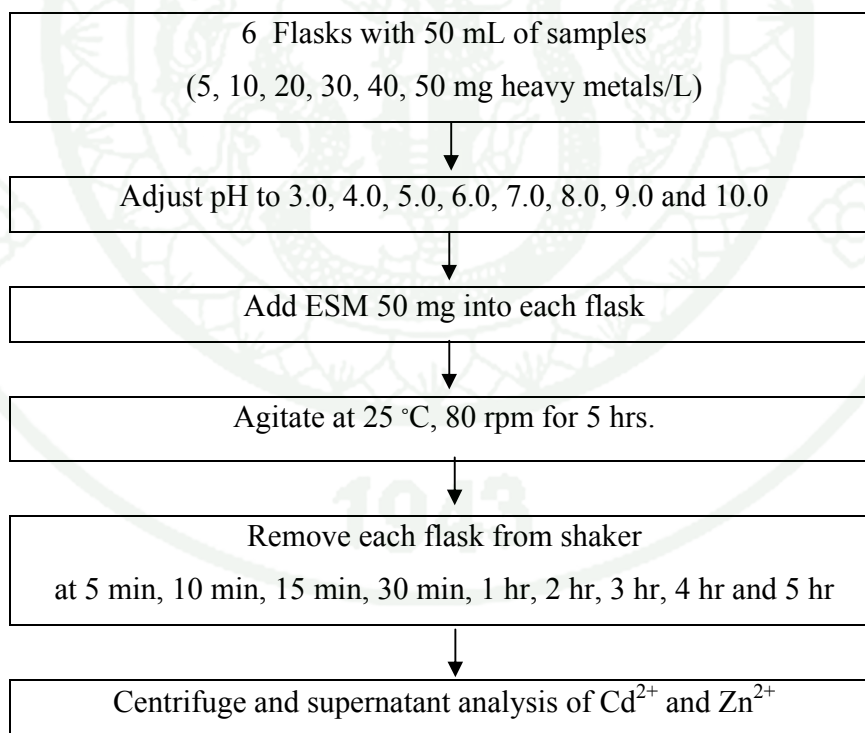 6 Flasks with 50 mL of samples
(5, 10, 20, 30, 40, 50 mg heavy metals/L)
Adjust pH to 3.0, 4.0, 5.0, 6.0, 7.0, 8.0, 9.0 and 10.0
Add ESM 50 mg into each flask
Agitate at 25 °C, 80 rpm for 5 hrs.
1943
Remove each flask from shaker
at 5 min, 10 min, 15 min, 30 min, 1 hr, 2 hr, 3 hr, 4 hr and 5 hr
Centrifuge and supernatant analysis of Cd²⁺ and Zn²⁺